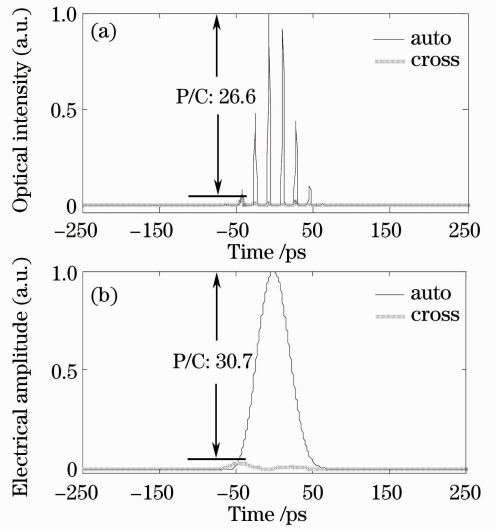 Optical intensity (a.u.)
1.0
0.5
0
(a)
auto
cross
P/C: 26.6
−250
−150
−50
50
150
250
Time /ps
Electrical amplitude (a.u.)
1.0
0.5
0
(b)
auto
cross
P/C: 30.7
−250
−150
−50
50
150
250
Time /ps